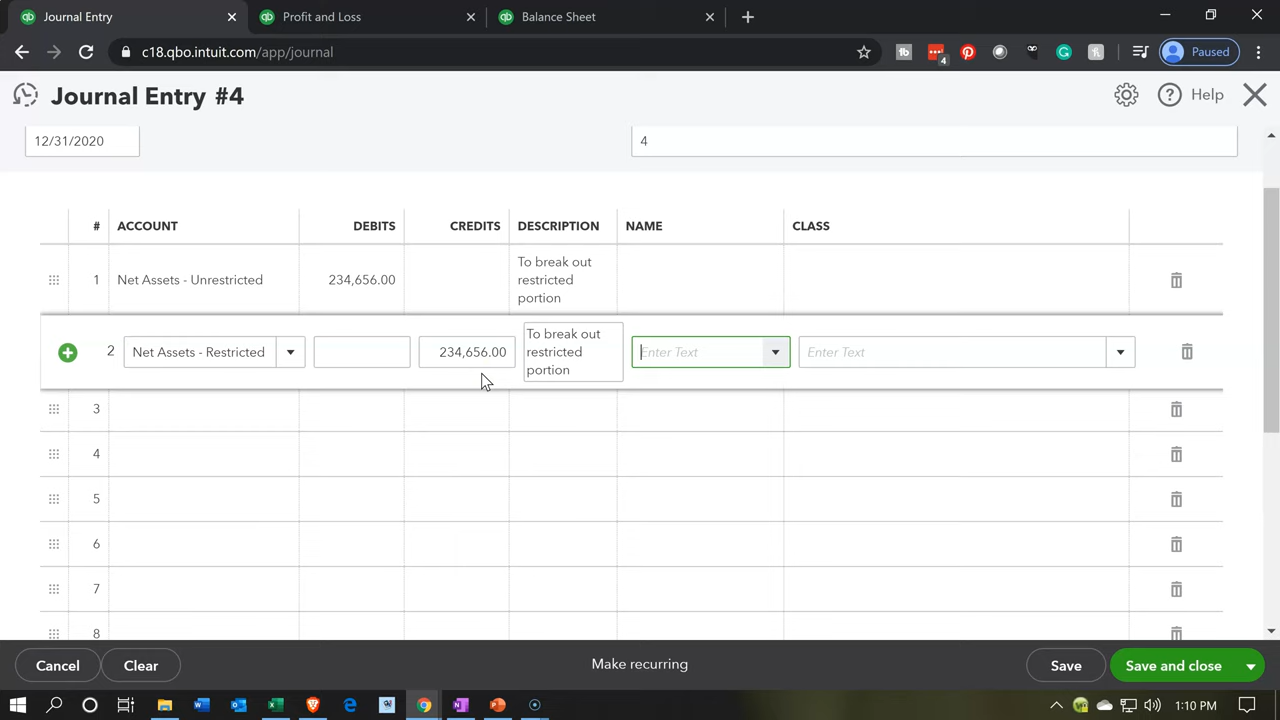 Journal Entry
Profit and Loss
Balance Sheet
c18.qbo.intuit.com/app/journal
4
Paused
Journal Entry #4
Help
12/31/2020
4
#
ACCOUNT
DEBITS
CREDITS
DESCRIPTION
NAME
CLASS
1
Net Assets - Unrestricted
234,656.00
To break out
restricted
portion
2
Net Assets - Restricted
234,656.00
To break out
restricted
portion
Enter Text
Enter Text
3
4
5
6
7
8
Cancel
Clear
Make recurring
Save
Save and close
1:10 PM